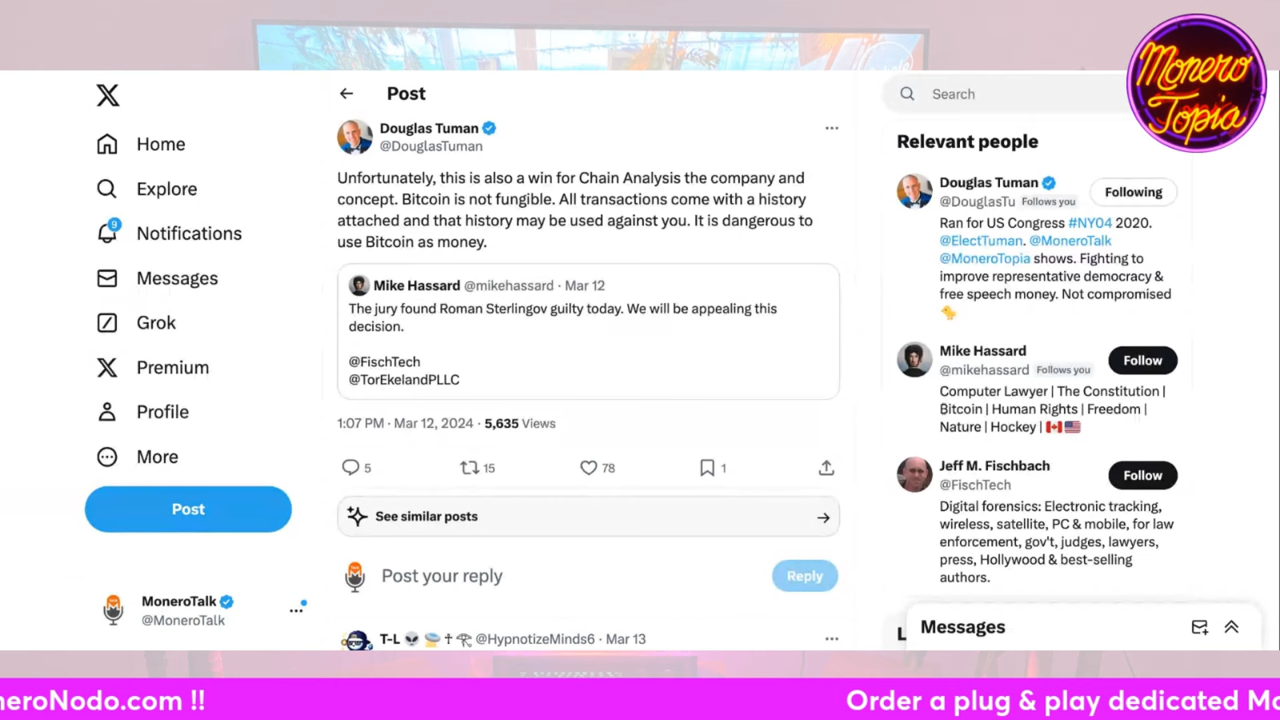 Monero
Topia
Home
Explore
9
Notifications
Messages
Grok
Premium
Profile
More
Post
MoneroTalk
@MoneroTalk
Post
Douglas Tuman
@DouglasTuman
Unfortunately, this is also a win for Chain Analysis the company and
concept. Bitcoin is not fungible. All transactions come with a history
attached and that history may be used against you. It is dangerous to
use Bitcoin as money.
Mike Hassard @mikehassard · Mar 12
The jury found Roman Sterlingov guilty today. We will be appealing this
decision.
@FischTech
@TorEkelandPLLC
1:07 PM · Mar 12, 2024 · 5,635 Views
5 15 78 1
See similar posts
Post your reply
Reply
T-L @HypnotizeMinds6 · Mar 13
Search
Relevant people
Douglas Tuman
@DouglasTu Follows you
Following
Ran for US Congress #NY04 2020.
@ElectTuman. @MoneroTalk
@MoneroTopia shows. Fighting to
improve representative democracy &
free speech money. Not compromised
Mike Hassard
@mikehassard Follows you
Follow
Computer Lawyer | The Constitution |
Bitcoin | Human Rights | Freedom |
Nature | Hockey |
Jeff M. Fischbach
@FischTech
Follow
Digital forensics: Electronic tracking,
wireless, satellite, PC & mobile, for law
enforcement, gov't, judges, lawyers,
press, Hollywood & best-selling
authors.
Messages
neroNodo.com !!
Order a plug & play dedicated Mo